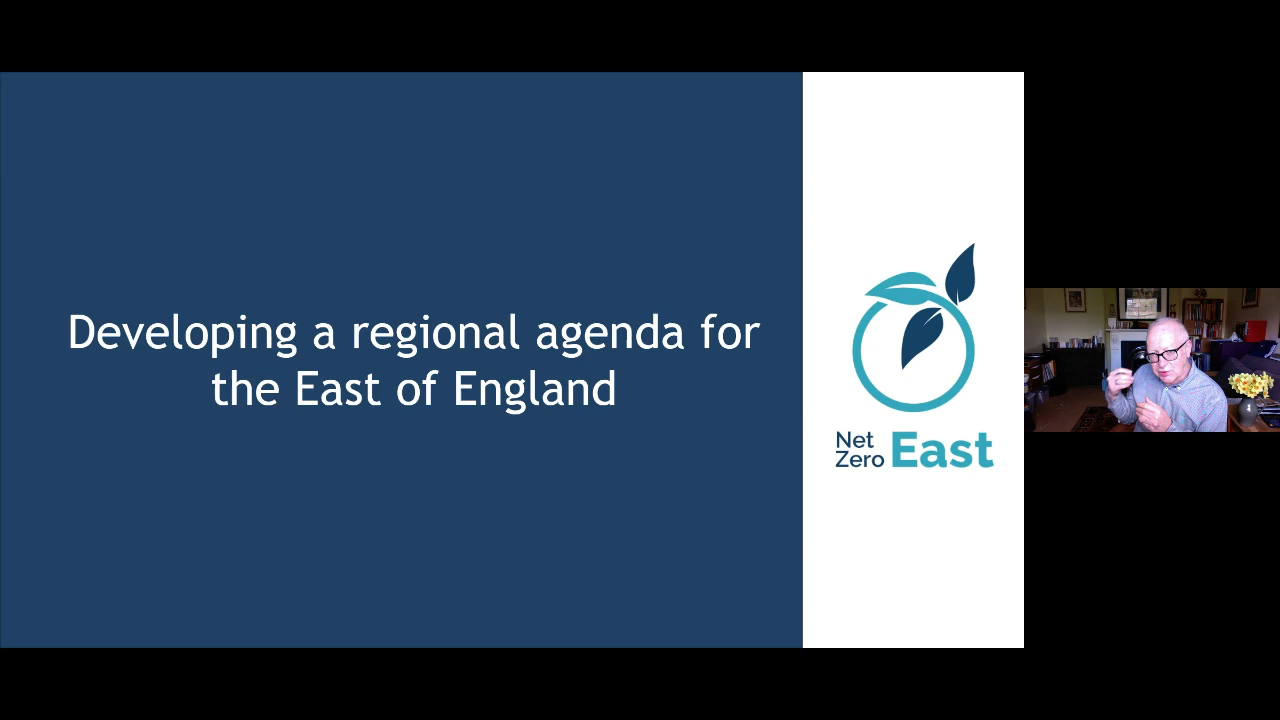 Developing a regional agenda for
the East of England
Net
Zero East